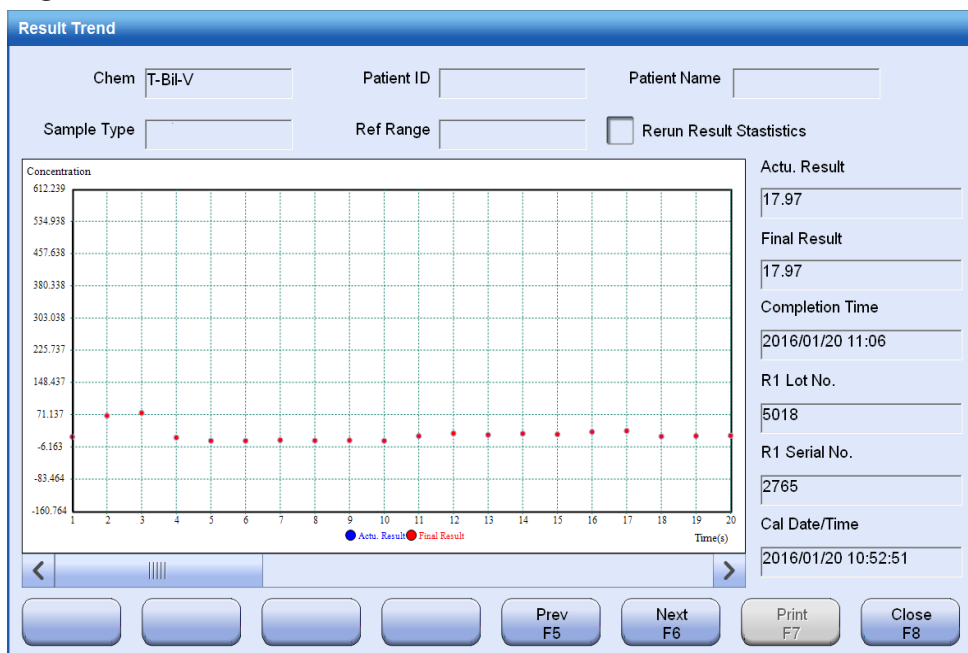 Result Trend
Chem T-Bil-V Patient ID Patient Name
Sample Type Ref Range Rerun Result Stastistics
Concentration
612.239
534.938
457.638
380.338
303.038
225.737
148.437
71.137
-6.163
-83.464
-160.764
1 2 3 4 5 6 7 8 9 10 11 12 13 14 15 16 17 18 19 20
Actu. Result Final Result Time(s)
Actu. Result
17.97
Final Result
17.97
Completion Time
2016/01/20 11:06
R1 Lot No.
5018
R1 Serial No.
2765
Cal Date/Time
2016/01/20 10:52:51
Prev Next Print Close
F5 F6 F7 F8